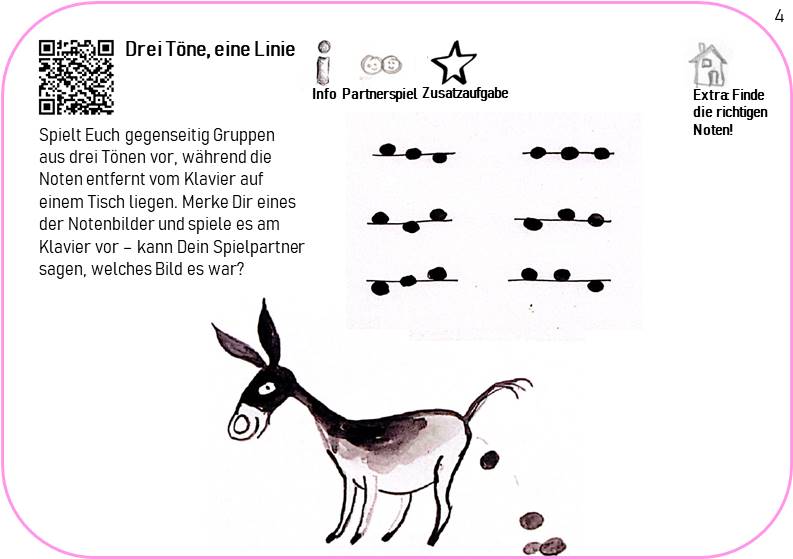 4
Drei Töne, eine Linie
Info Partnerspiel Zusatzaufgabe
Extra: Finde
die richtigen
Noten!
Spielt Euch gegenseitig Gruppen
aus drei Tönen vor, während die
Noten entfernt vom Klavier auf
einem Tisch liegen. Merke Dir eines
der Notenbilder und spiele es am
Klavier vor – kann Dein Spielpartner
sagen, welches Bild es war?